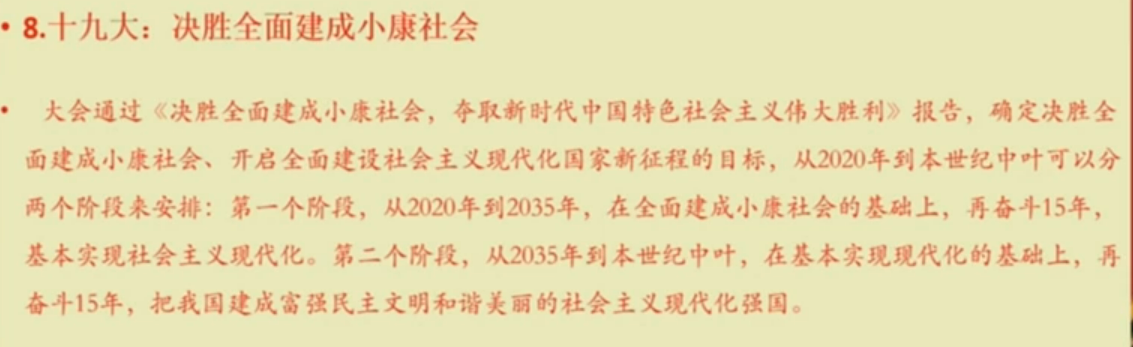 • 8.十九大：决胜全面建成小康社会
• 大会通过《决胜全面建成小康社会，夺取新时代中国特色社会主义伟大胜利》报告，确定决胜全
面建成小康社会、开启全面建设社会主义现代化国家新征程的目标，从2020年到本世纪中叶可以分
两个阶段来安排：第一个阶段，从2020年到2035年，在全面建成小康社会的基础上，再奋斗15年，
基本实现社会主义现代化。第二个阶段，从2035年到本世纪中叶，在基本实现现代化的基础上，再
奋斗15年，把我国建成富强民主文明和谐美丽的社会主义现代化强国。